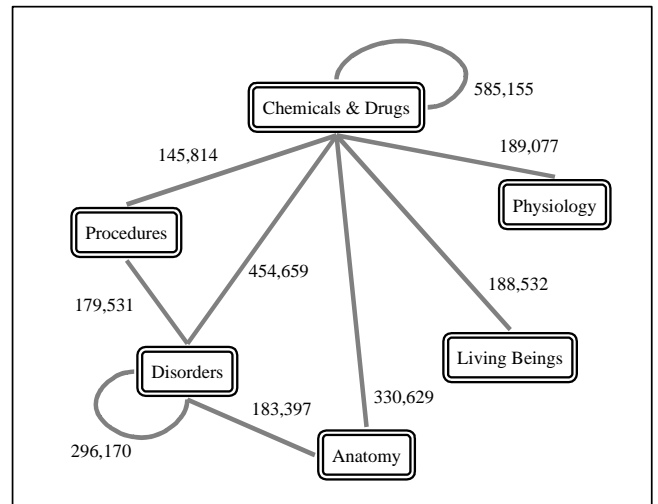 Chemicals & Drugs
585,155
145,814
189,077
Procedures
Physiology
454,659
188,532
179,531
Disorders
Living Beings
183,397
330,629
296,170
Anatomy